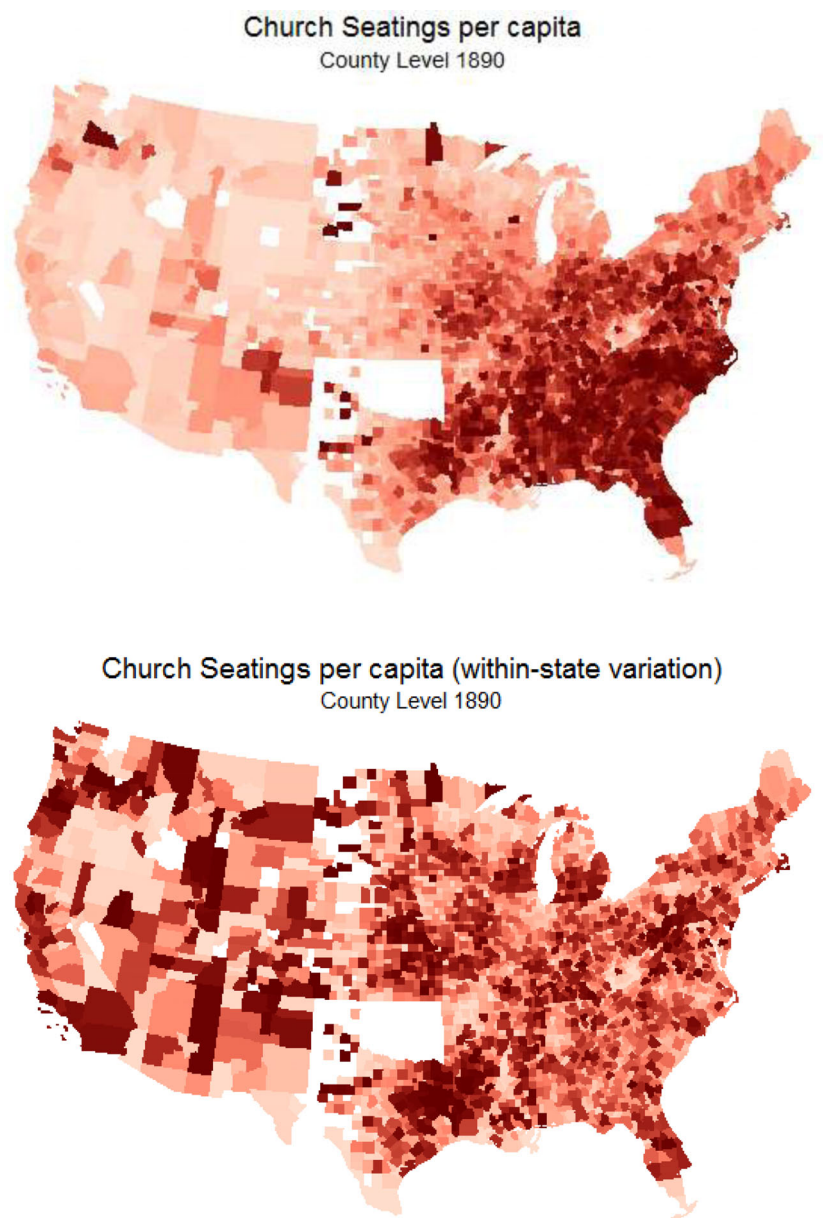 Church Seatings per capita
County Level 1890
Church Seatings per capita (within-state variation)
County Level 1890